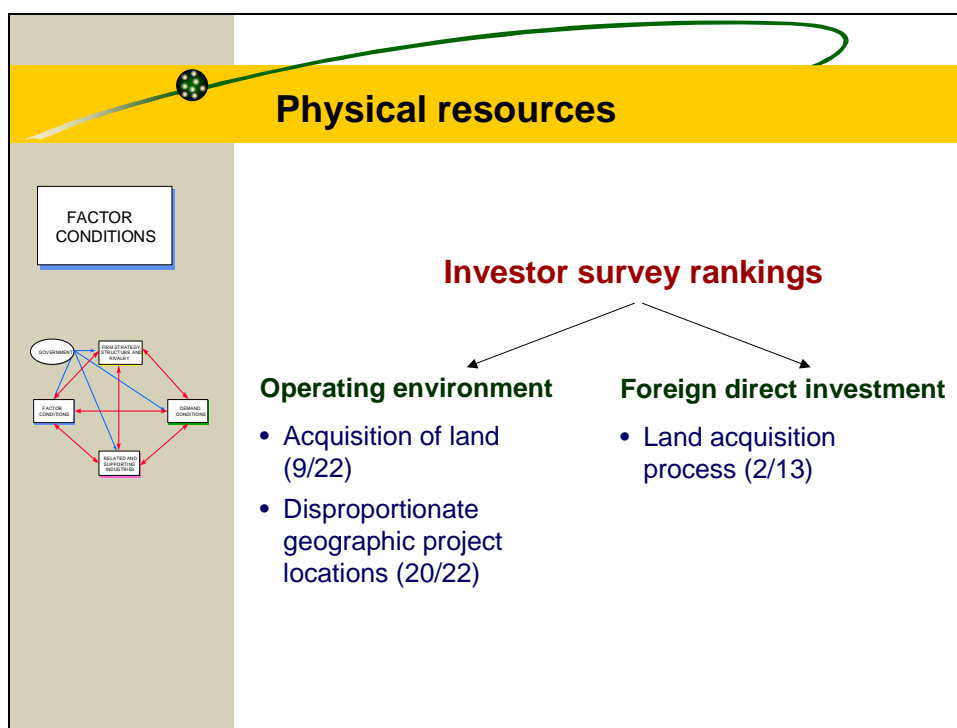 Physical resources
FACTOR
CONDITIONS
GOVERNMENT
FIRM STRATEGY
STRUCTURE AND
RIVALRY
FACTOR
CONDITIONS
DEMAND
CONDITIONS
RELATED AND
SUPPORTING
INDUSTRIES
Investor survey rankings
Operating environment
• Acquisition of land
(9/22)
• Disproportionate
geographic project
locations (20/22)
Foreign direct investment
• Land acquisition
process (2/13)